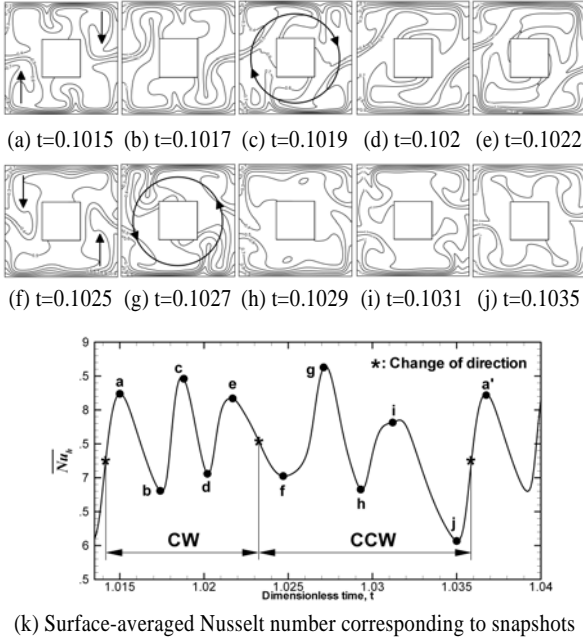 (a) t=0.1015 (b) t=0.1017 (c) t=0.1019 (d) t=0.102 (e) t=0.1022
(f) t=0.1025 (g) t=0.1027 (h) t=0.1029 (i) t=0.1031 (j) t=0.1035
9
.5
8
.5
7
.5
6
.5
Nu_h
a
b
c
d
e
f
g
h
i
j
a'
*: Change of direction
CW
CCW
1.015 1.02 1.025 1.03 1.035 1.04
Dimensionless time, t
(k) Surface-averaged Nusselt number corresponding to snapshots